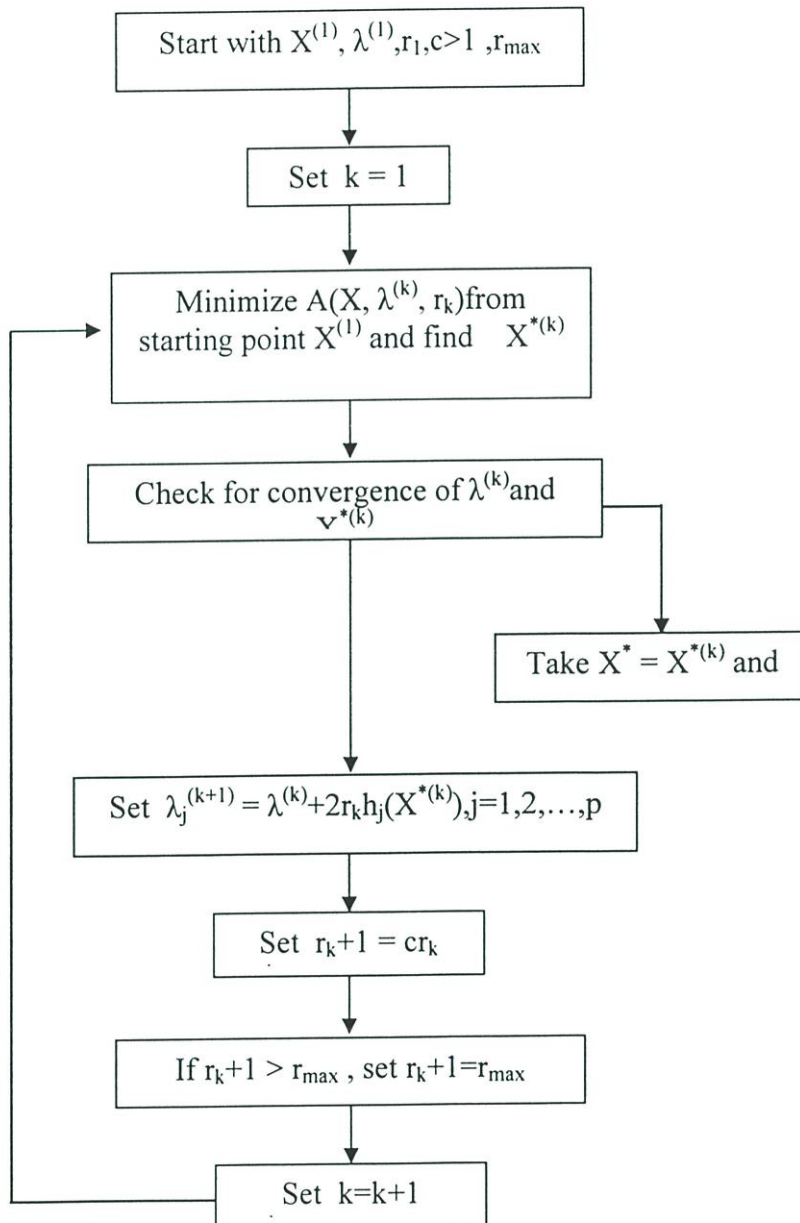 Start with X⁽¹⁾, λ⁽¹⁾,r₁,c>1 ,rₘₐₓ
Set k = 1
Minimize A(X, λ⁽ᵏ⁾, rₖ)from
starting point X⁽¹⁾ and find X*⁽ᵏ⁾
Check for convergence of λ⁽ᵏ⁾and
*⁽ᵏ⁾
Take X* = X*⁽ᵏ⁾ and
Set λⱼ⁽ᵏ⁺¹⁾ = λ⁽ᵏ⁾+2rₖhⱼ(X*⁽ᵏ⁾),j=1,2,…,p
Set rₖ+1 = crₖ
If rₖ+1 > rₘₐₓ , set rₖ+1=rₘₐₓ
Set k=k+1